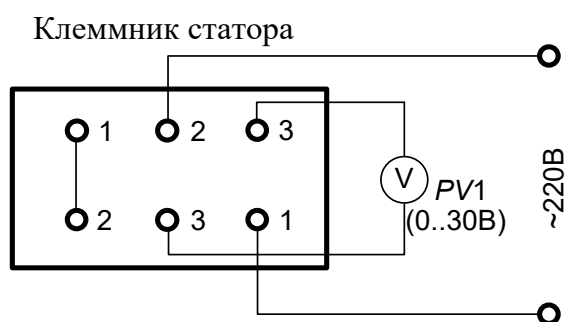 Клеммник статора
1 2 3
V
PV1
(0..30В)
~220В
2 3 1